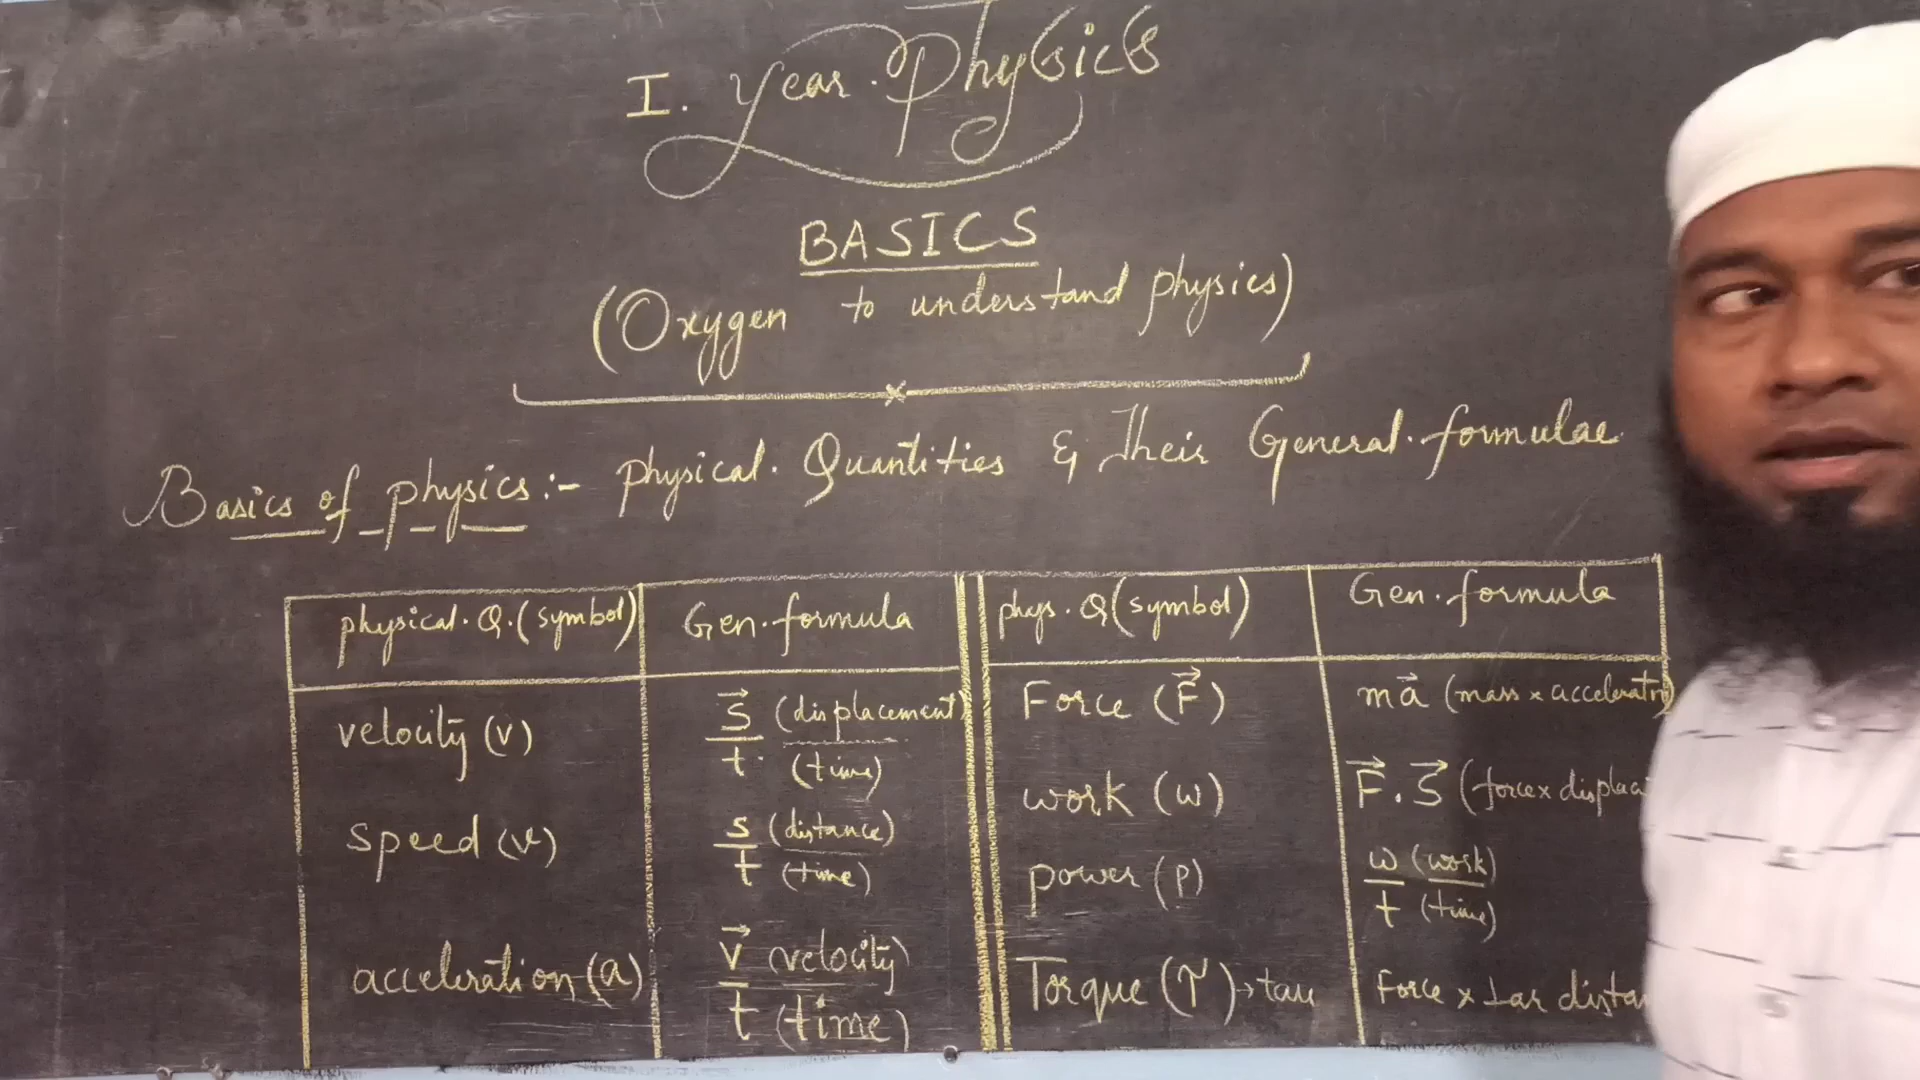 I. Year. Physics
BASICS
(Oxygen to understand physics)
Basics of physics:- physical. Quantities & Their General. formulae
physical. Q. (symbol) Gen. formula phys. Q (symbol) Gen. formula
velocity (v) S⃗/t (displacement)/(time) Force (F⃗) ma⃗ (mass x acceleration)
speed (v) s/t (distance)/(time) work (w) F⃗.S⃗ (force x displac
acceleration (a) v⃗/t velocity/(time) power (p) w/t (work)/(time)
Torque (τ) → tau Force x ⊥ar distan